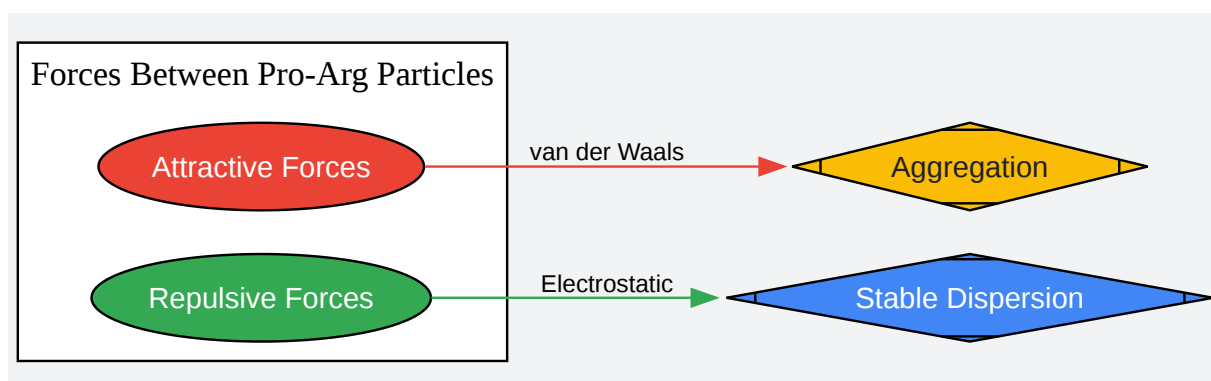 Forces Between Pro-Arg Particles
Attractive Forces
van der Waals
Aggregation
Repulsive Forces
Electrostatic
Stable Dispersion